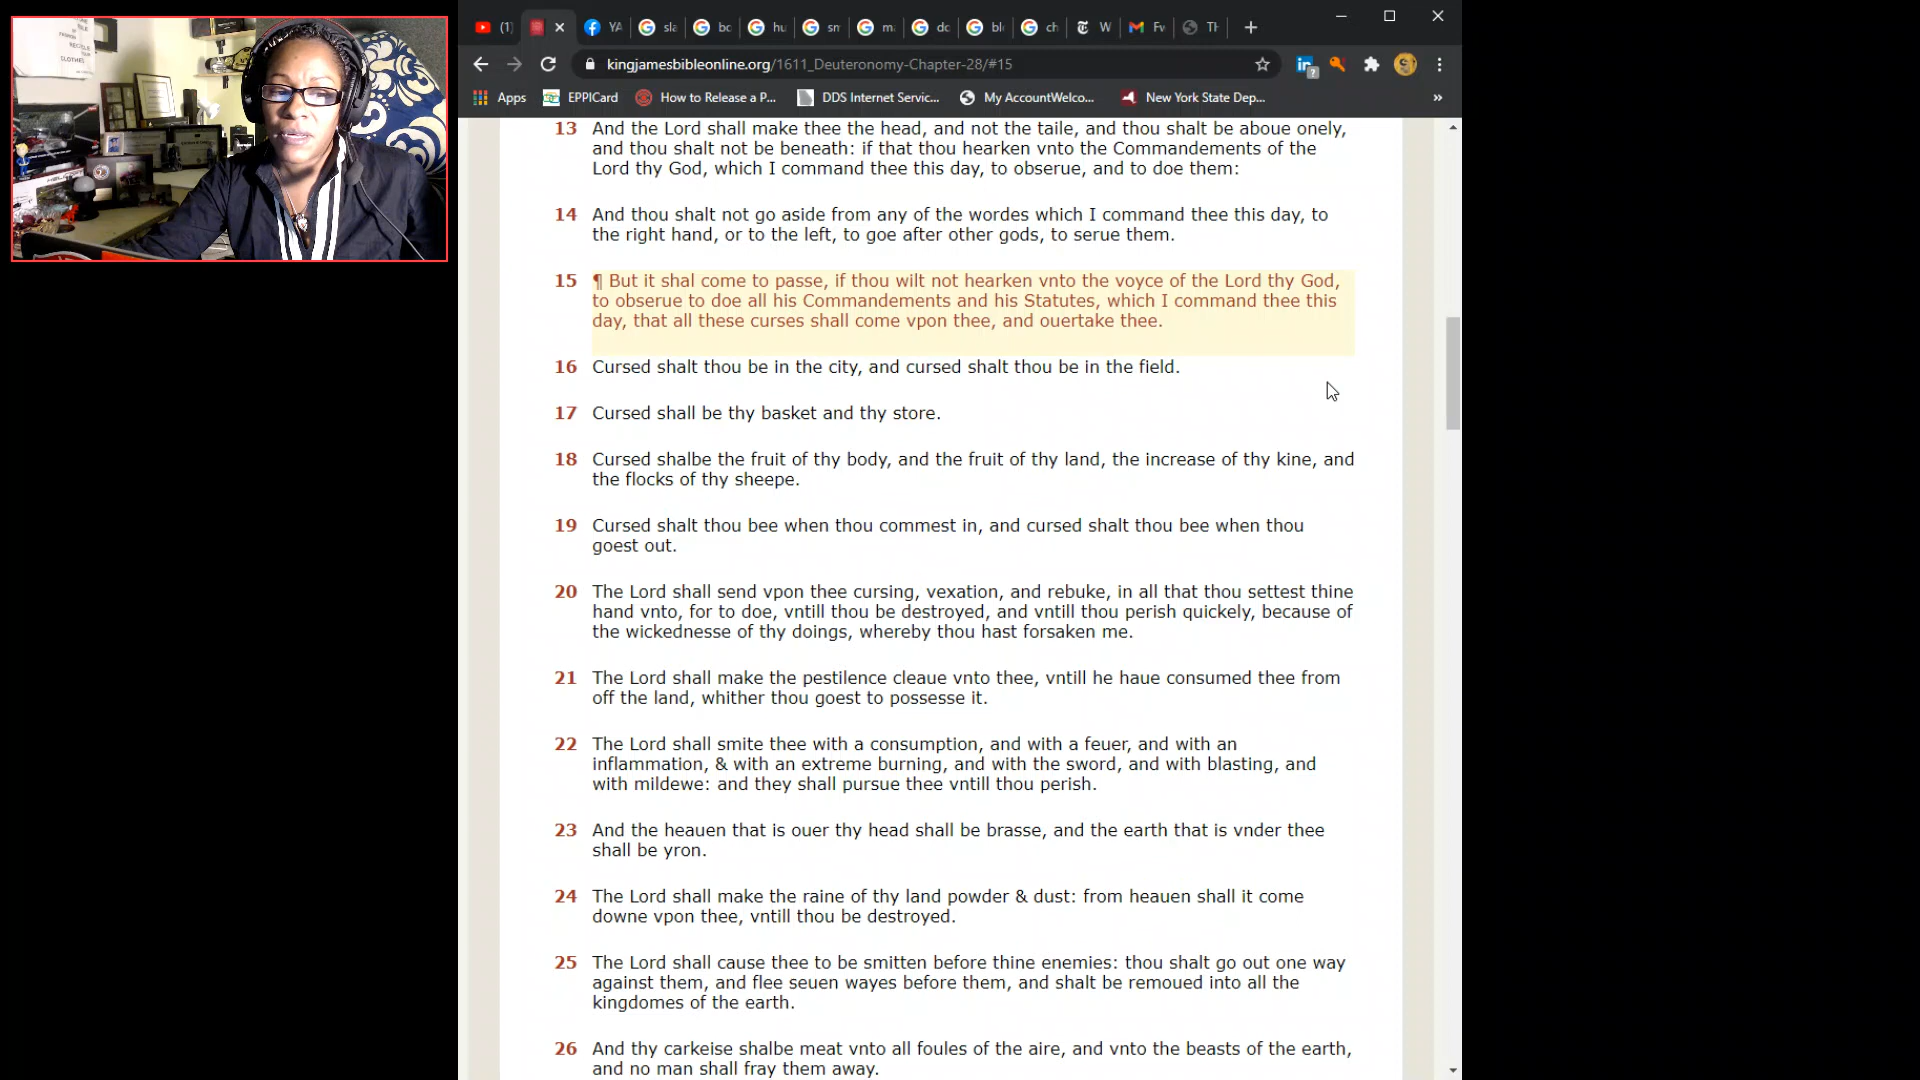 (1)
YA
sla
bc
hu
sn
m
dc
bl
ch
W
Fv
Tl
kingjamesbibleonline.org/1611_Deuteronomy-Chapter-28/#15
Apps
EPPICard
How to Release a P...
DDS Internet Servic...
My AccountWelco...
New York State Dep...
»
13 And the Lord shall make thee the head, and not the taile, and thou shalt be aboue onely,
and thou shalt not be beneath: if that thou hearken vnto the Commandements of the
Lord thy God, which I command thee this day, to obserue, and to doe them:
14 And thou shalt not go aside from any of the wordes which I command thee this day, to
the right hand, or to the left, to goe after other gods, to serue them.
15 ¶ But it shal come to passe, if thou wilt not hearken vnto the voyce of the Lord thy God,
to obserue to doe all his Commandements and his Statutes, which I command thee this
day, that all these curses shall come vpon thee, and ouertake thee.
16 Cursed shalt thou be in the city, and cursed shalt thou be in the field.
17 Cursed shall be thy basket and thy store.
18 Cursed shalbe the fruit of thy body, and the fruit of thy land, the increase of thy kine, and
the flocks of thy sheepe.
19 Cursed shalt thou bee when thou commest in, and cursed shalt thou bee when thou
goest out.
20 The Lord shall send vpon thee cursing, vexation, and rebuke, in all that thou settest thine
hand vnto, for to doe, vntill thou be destroyed, and vntill thou perish quickely, because of
the wickednesse of thy doings, whereby thou hast forsaken me.
21 The Lord shall make the pestilence cleaue vnto thee, vntill he haue consumed thee from
off the land, whither thou goest to possesse it.
22 The Lord shall smite thee with a consumption, and with a feuer, and with an
inflammation, & with an extreme burning, and with the sword, and with blasting, and
with mildewe: and they shall pursue thee vntill thou perish.
23 And the heauen that is ouer thy head shall be brasse, and the earth that is vnder thee
shall be yron.
24 The Lord shall make the raine of thy land powder & dust: from heauen shall it come
downe vpon thee, vntill thou be destroyed.
25 The Lord shall cause thee to be smitten before thine enemies: thou shalt go out one way
against them, and flee seuen wayes before them, and shalt be remoued into all the
kingdomes of the earth.
26 And thy carkeise shalbe meat vnto all foules of the aire, and vnto the beasts of the earth,
and no man shall fray them away.